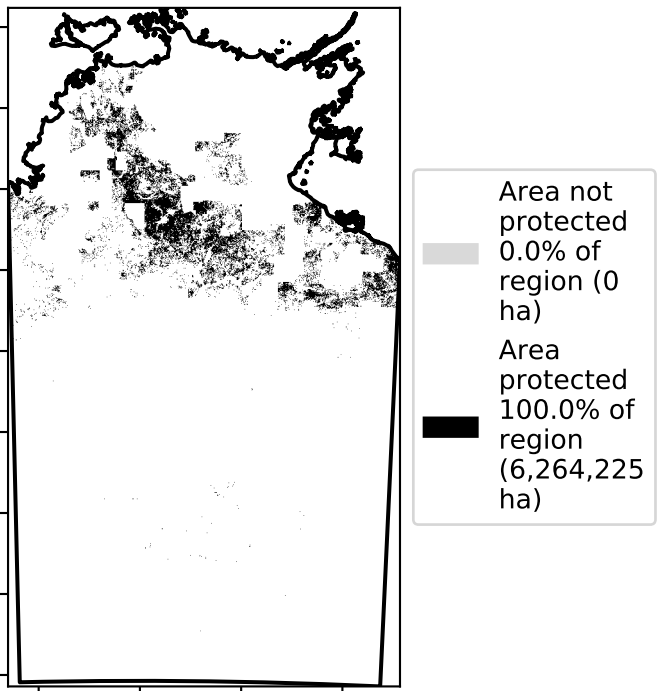 Area not
protected
0.0% of
region (0
ha)
Area
protected
100.0% of
region
(6,264,225
ha)